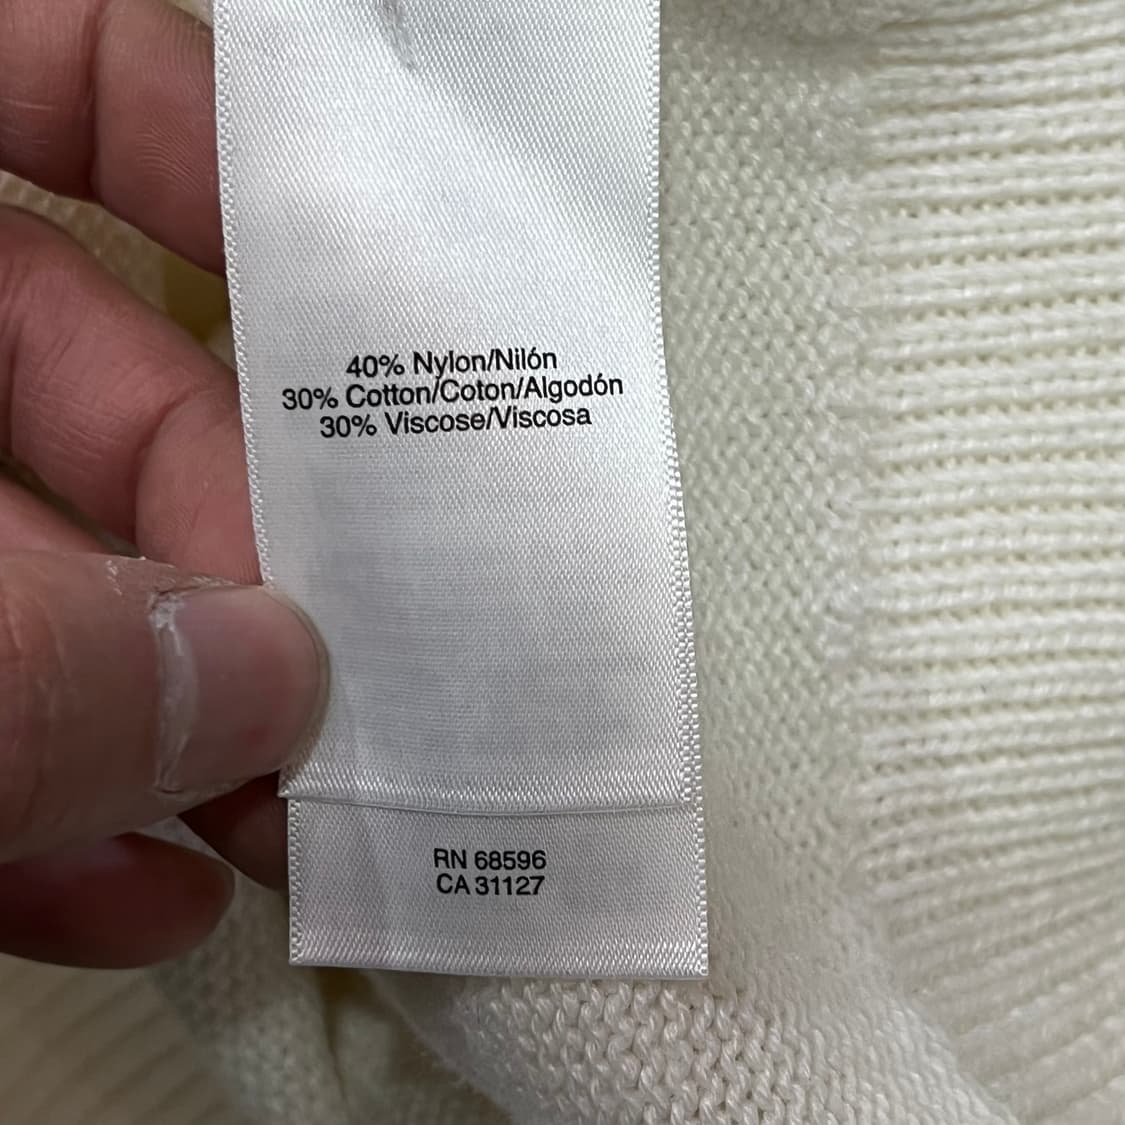 40% Nylon/Nilón
30% Cotton/Coton/Algodón
30% Viscose/Viscosa
RN 68596
CA 31127